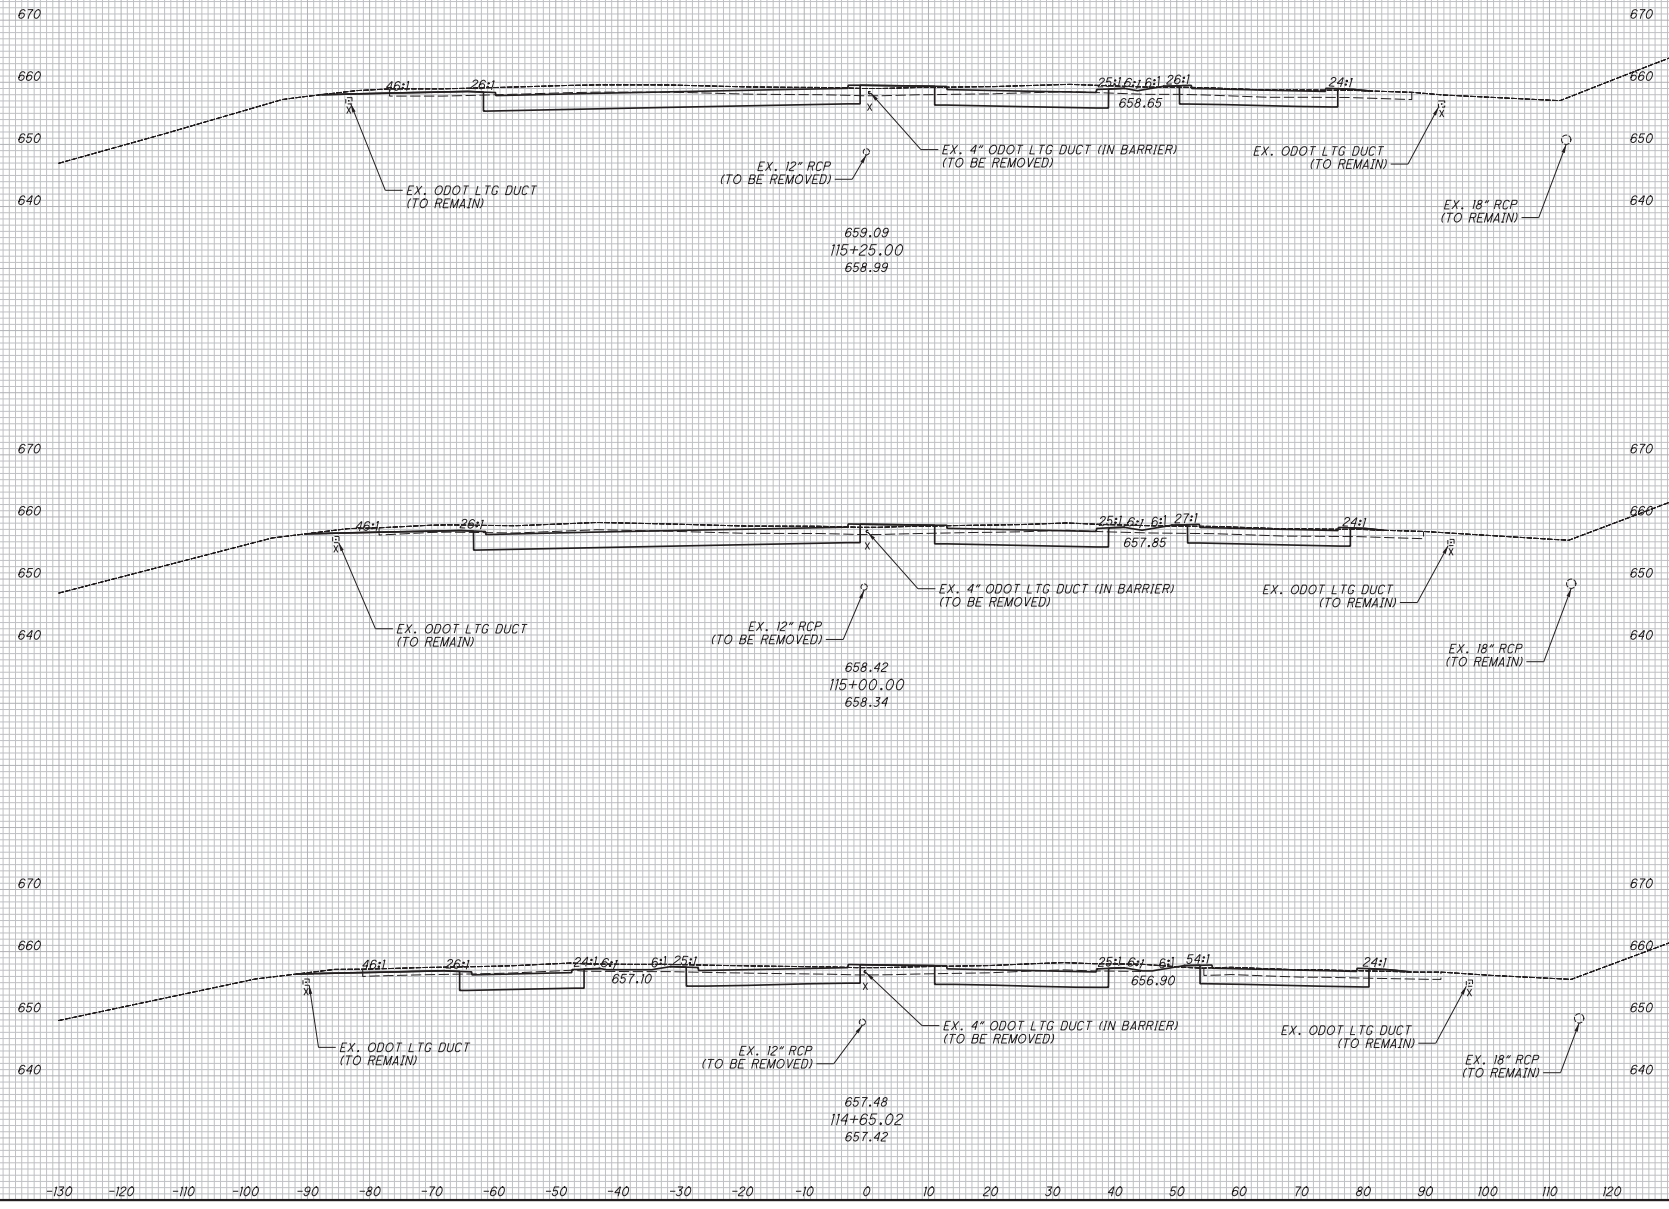 670 670
660 46:1 26:1 25:1 6:1 6:1 26:1 24:1 660
658.65
X X X
650 EX. 4" ODOT LTG DUCT (IN BARRIER) EX. ODOT LTG DUCT 650
(TO BE REMOVED) (TO REMAIN)
EX. 12" RCP
(TO BE REMOVED)
EX. ODOT LTG DUCT
(TO REMAIN)
640 640
EX. 18" RCP
(TO REMAIN)
659.09
115+25.00
658.99
670 670
660 46:1 26:1 25:1 6:1 6:1 27:1 24:1 660
657.85
X X X
650 650
EX. 4" ODOT LTG DUCT (IN BARRIER) EX. ODOT LTG DUCT
(TO BE REMOVED) (TO REMAIN)
EX. ODOT LTG DUCT EX. 12" RCP
(TO REMAIN) (TO BE REMOVED)
640 640
EX. 18" RCP
(TO REMAIN)
658.42
115+00.00
658.34
670 670
660 660
46:1 26:1 24:1 6:1 6:1 25:1 25:1 6:1 6:1 54:1 24:1
657.10 656.90
X X X
650 650
EX. 4" ODOT LTG DUCT (IN BARRIER) EX. ODOT LTG DUCT
(TO BE REMOVED) (TO REMAIN)
EX. ODOT LTG DUCT EX. 12" RCP
(TO REMAIN) (TO BE REMOVED)
EX. 18" RCP
(TO REMAIN)
640 640
657.48
114+65.02
657.42
-130 -120 -110 -100 -90 -80 -70 -60 -50 -40 -30 -20 -10 0 10 20 30 40 50 60 70 80 90 100 110 120